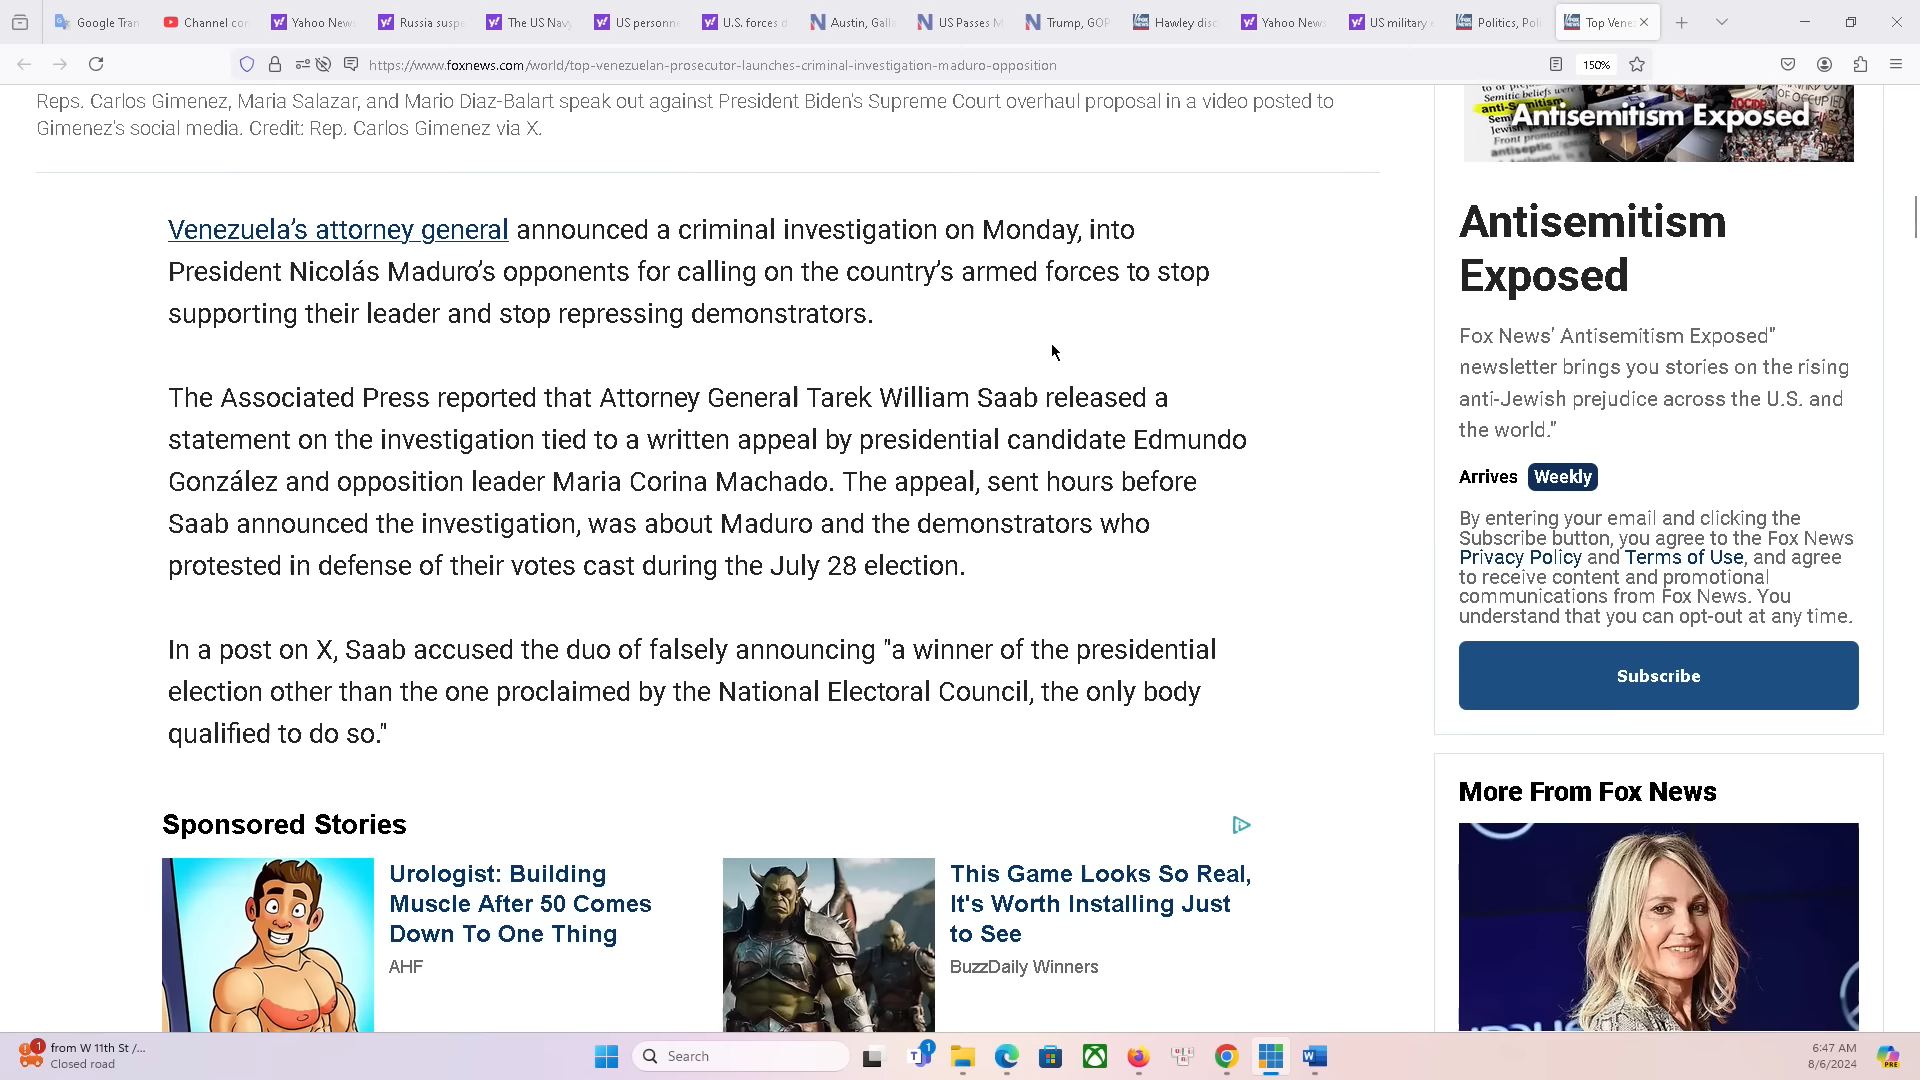 Google Tran
Channel co
Yahoo New
Russia susp
The US Nav
US personne
U.S. forces d
Austin, Gall
US Passes M
Trump, GOP
Hawley disc
Yahoo News
US military
Politics, Pol
Top Vene
https://www.foxnews.com/world/top-venezuelan-prosecutor-launches-criminal-investigation-maduro-opposition
150%
Reps. Carlos Gimenez, Maria Salazar, and Mario Diaz-Balart speak out against President Biden's Supreme Court overhaul proposal in a video posted to
Gimenez's social media. Credit: Rep. Carlos Gimenez via X.
Venezuela’s attorney general announced a criminal investigation on Monday, into
President Nicolás Maduro’s opponents for calling on the country’s armed forces to stop
supporting their leader and stop repressing demonstrators.
The Associated Press reported that Attorney General Tarek William Saab released a
statement on the investigation tied to a written appeal by presidential candidate Edmundo
González and opposition leader Maria Corina Machado. The appeal, sent hours before
Saab announced the investigation, was about Maduro and the demonstrators who
protested in defense of their votes cast during the July 28 election.
In a post on X, Saab accused the duo of falsely announcing "a winner of the presidential
election other than the one proclaimed by the National Electoral Council, the only body
qualified to do so."
Sponsored Stories
Urologist: Building
Muscle After 50 Comes
Down To One Thing
AHF
This Game Looks So Real,
It's Worth Installing Just
to See
BuzzDaily Winners
Semitic beliefs were
anti-Semitism
Jewish prejudice
antiseptic
OF OCCUPIED
Antisemitism Exposed
Antisemitism
Exposed
Fox News' Antisemitism Exposed"
newsletter brings you stories on the rising
anti-Jewish prejudice across the U.S. and
the world."
Arrives Weekly
By entering your email and clicking the
Subscribe button, you agree to the Fox News
Privacy Policy and Terms of Use, and agree
to receive content and promotional
communications from Fox News. You
understand that you can opt-out at any time.
Subscribe
More From Fox News
1
from W 11th St /...
Closed road
Search
1
6:47 AM
8/6/2024
PRE